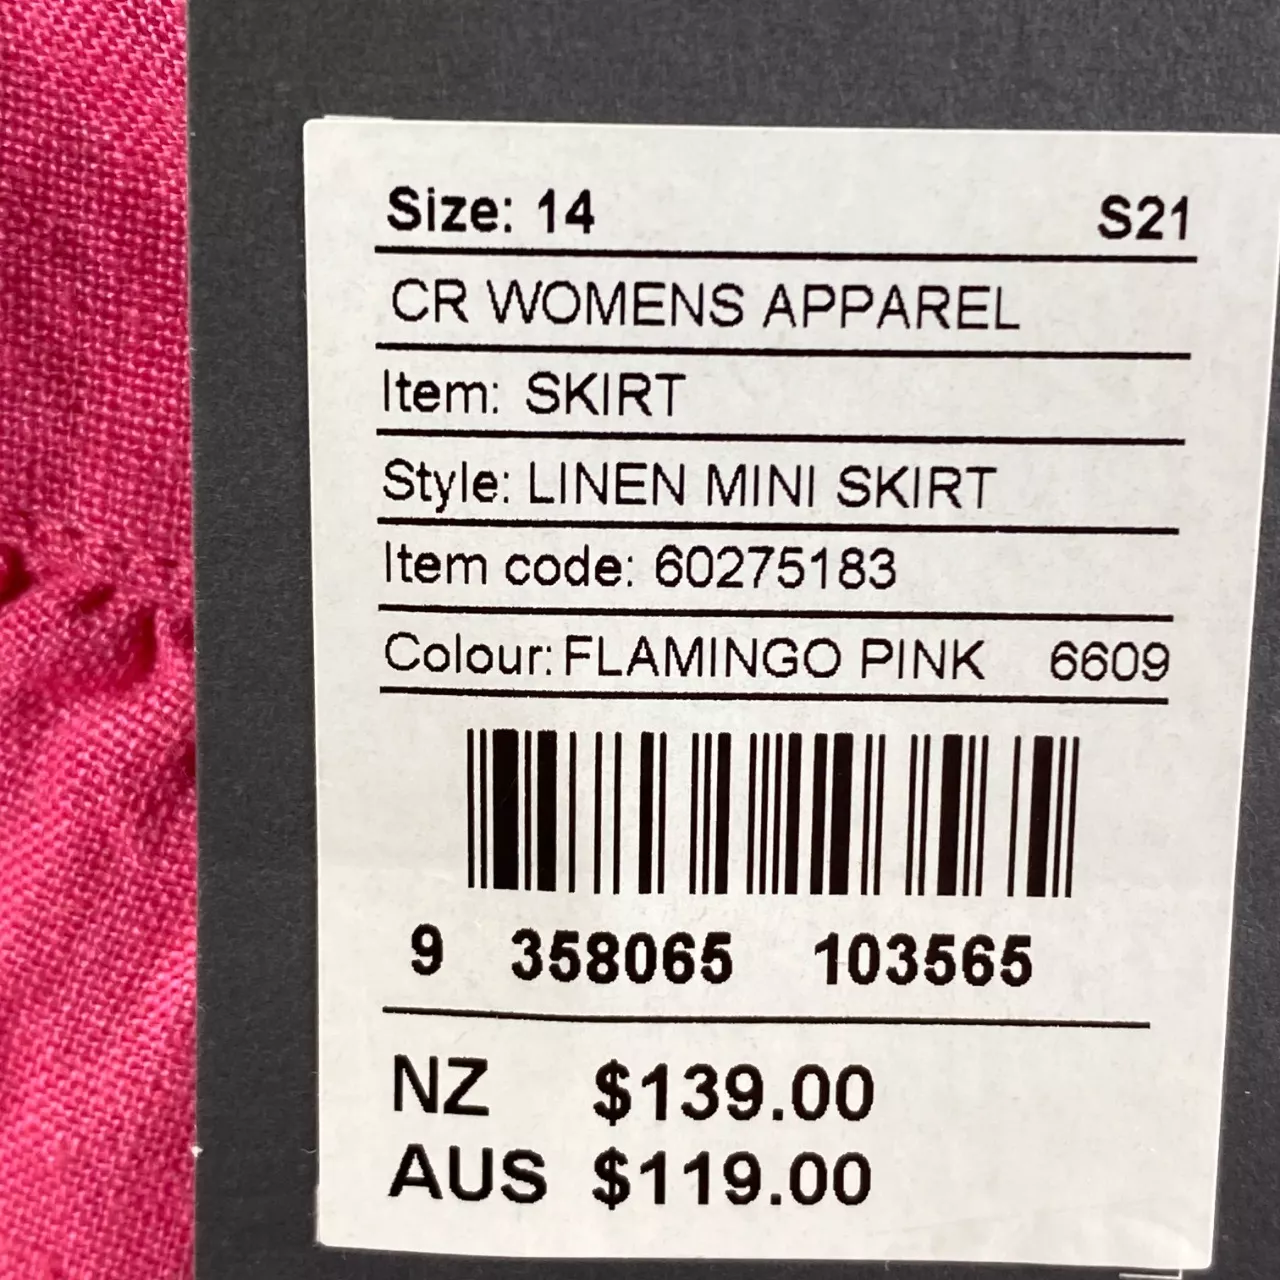 Size: 14 S21
CR WOMENS APPAREL
Item: SKIRT
Style: LINEN MINI SKIRT
Item code: 60275183
Colour: FLAMINGO PINK 6609
9 358065 103565
NZ $139.00
AUS $119.00